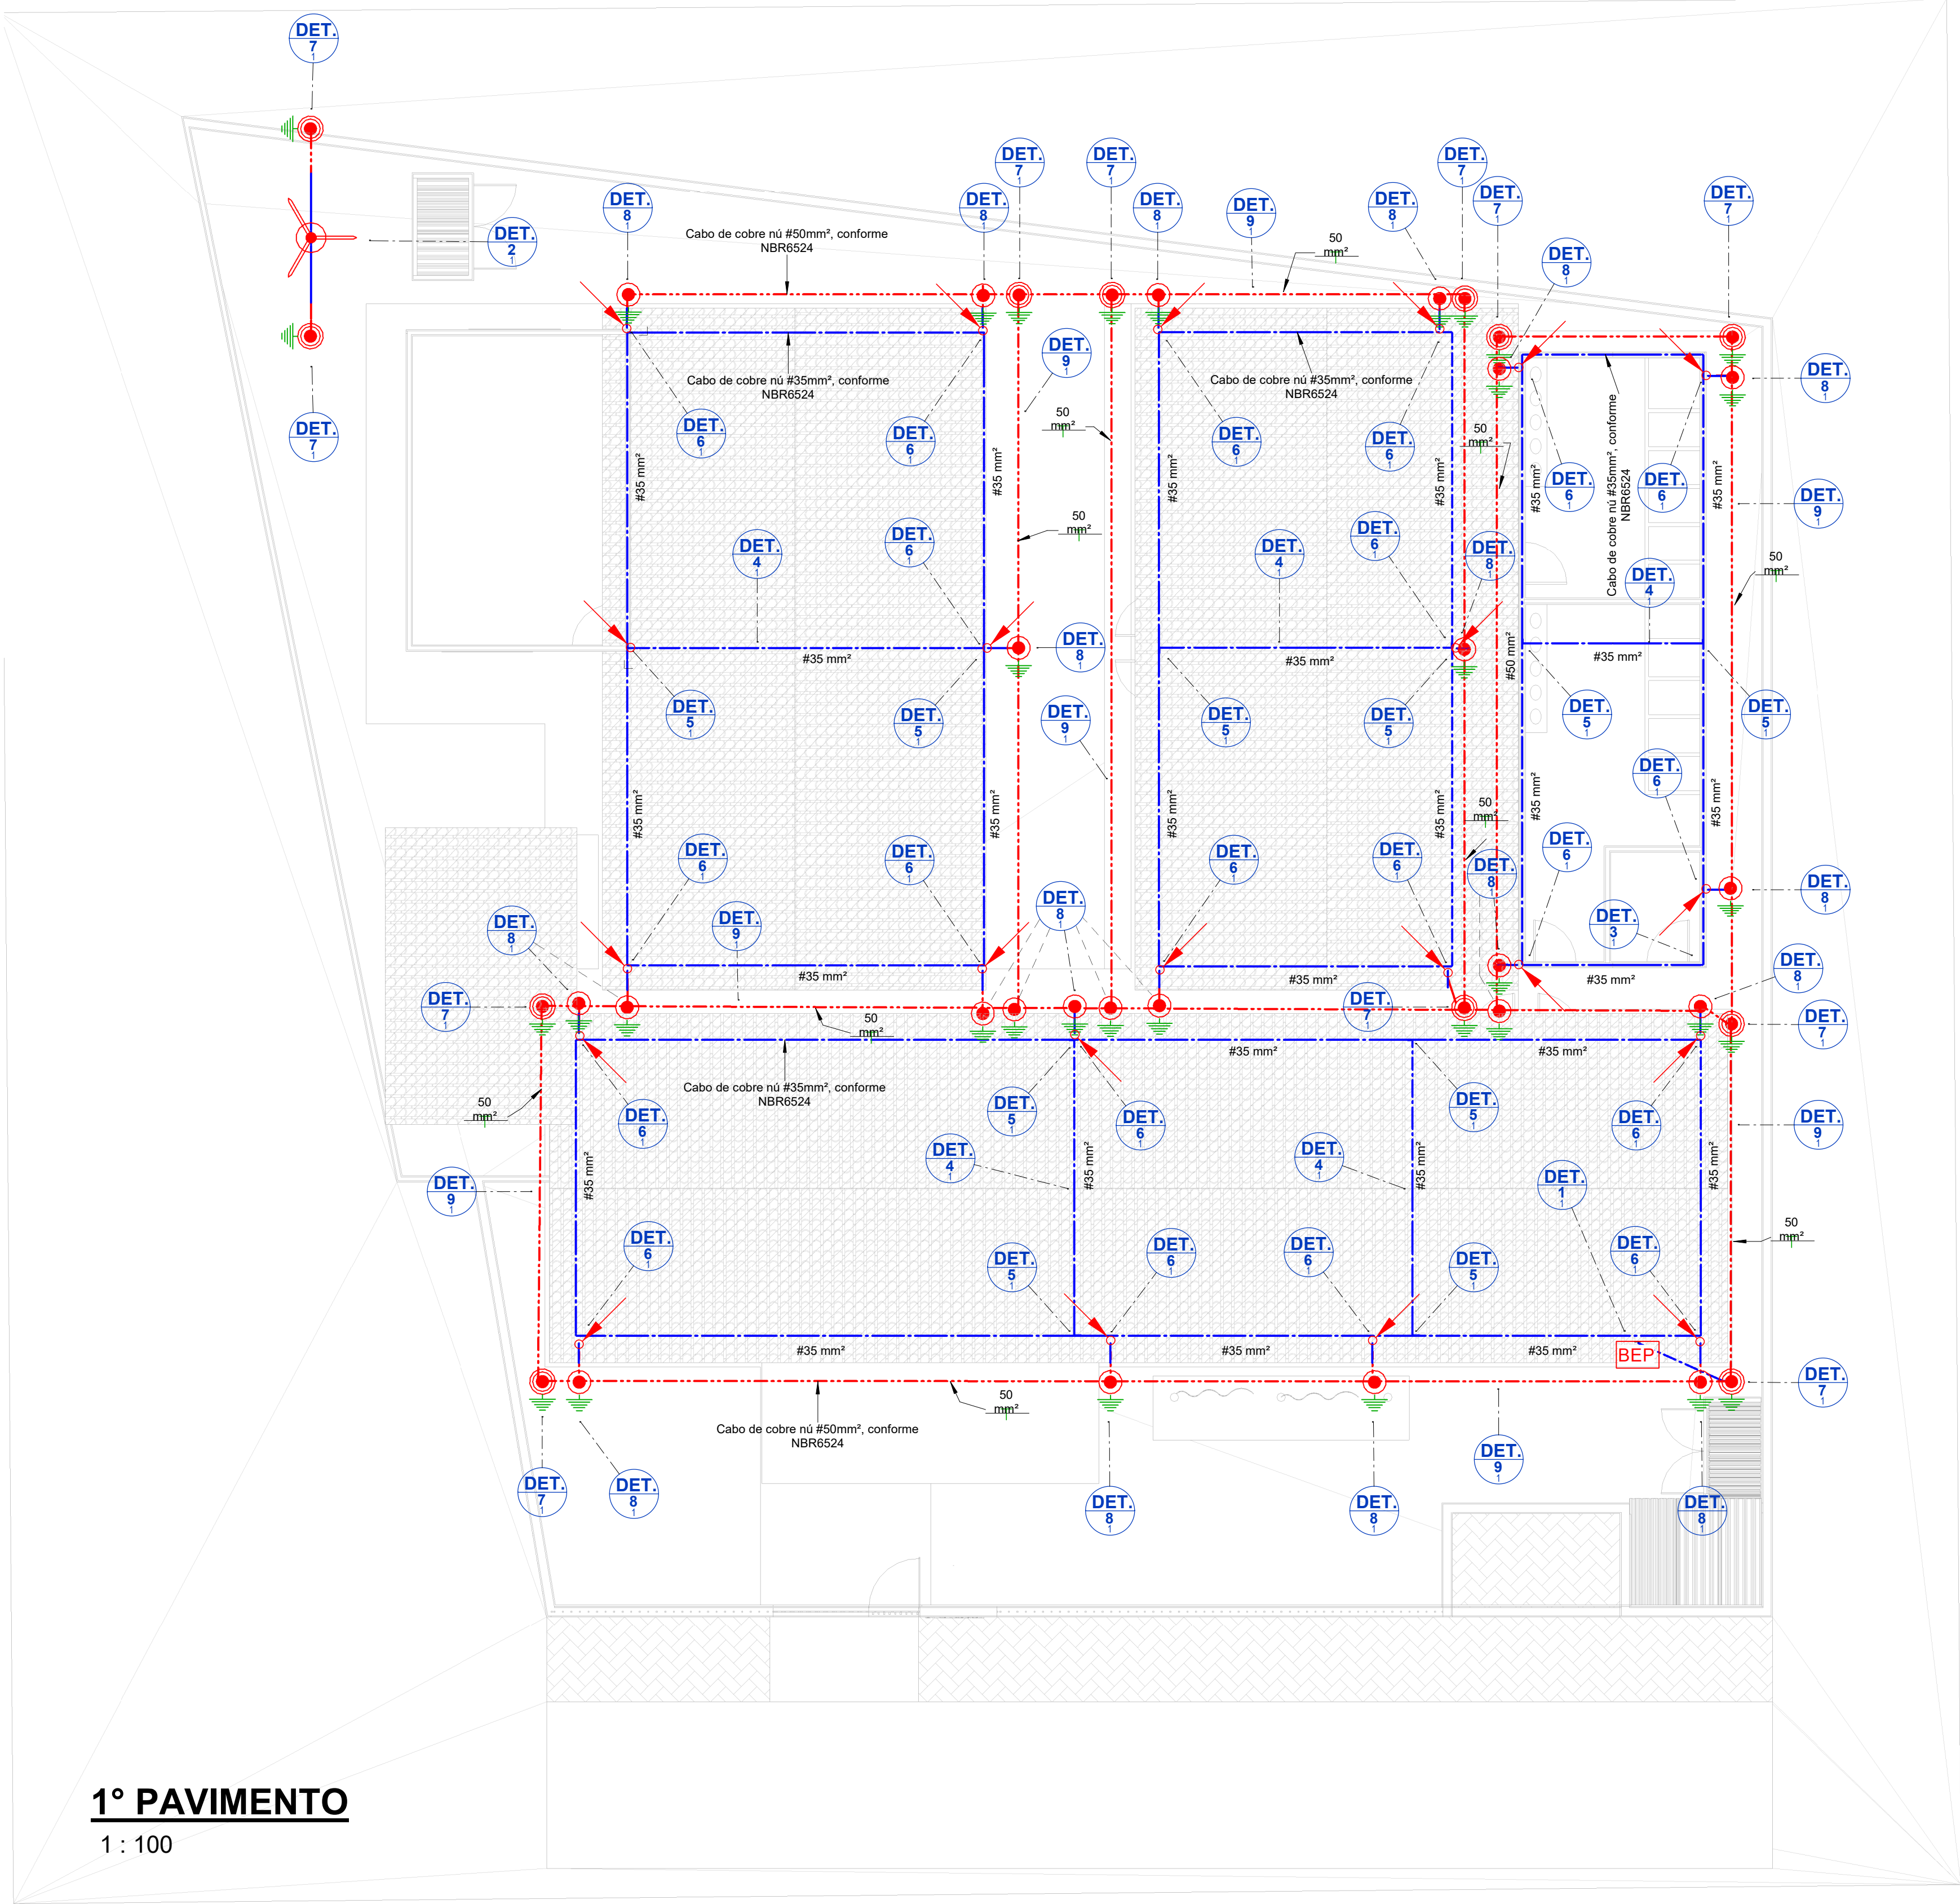 DET.
7
1
DET.
2
1
DET.
7
1
DET.
8
1
Cabo de cobre nú #50mm², conforme
NBR6524
DET.
8
1
DET.
7
1
DET.
7
1
DET.
8
1
DET.
9
1
50
mm²
DET.
8
1
DET.
7
1
DET.
7
1
DET.
8
1
DET.
7
1
Cabo de cobre nú #35mm², conforme
NBR6524
DET.
9
1
Cabo de cobre nú #35mm², conforme
NBR6524
DET.
8
1
DET.
6
1
DET.
6
1
50
mm²
DET.
6
1
DET.
6
1
50
mm²
Cabo de cobre nú #35mm², conforme
NBR6524
#35 mm²
#35 mm²
#35 mm²
#35 mm²
#35 mm²
DET.
6
1
DET.
6
1
#35 mm²
DET.
9
1
50
mm²
DET.
4
1
DET.
6
1
DET.
4
1
DET.
6
1
DET.
8
1
DET.
4
1
50
mm²
#35 mm²
DET.
8
1
#35 mm²
#50 mm²
#35 mm²
DET.
5
1
DET.
5
1
DET.
9
1
DET.
5
1
DET.
5
1
DET.
5
1
DET.
5
1
#35 mm²
#35 mm²
#35 mm²
#35 mm²
50
mm²
#35 mm²
DET.
6
1
#35 mm²
DET.
6
1
DET.
6
1
DET.
6
1
DET.
6
1
DET.
8
1
DET.
6
1
DET.
8
1
DET.
8
1
DET.
9
1
DET.
8
1
DET.
3
1
DET.
8
1
#35 mm²
#35 mm²
#35 mm²
DET.
7
1
50
mm²
DET.
7
1
DET.
7
1
Cabo de cobre nú #35mm², conforme
NBR6524
#35 mm²
#35 mm²
50
mm²
DET.
6
1
DET.
5
1
DET.
6
1
DET.
5
1
DET.
6
1
DET.
9
1
DET.
9
1
#35 mm²
DET.
4
1
#35 mm²
DET.
4
1
#35 mm²
DET.
1
1
#35 mm²
50
mm²
DET.
6
1
DET.
5
1
DET.
6
1
DET.
6
1
DET.
5
1
DET.
6
1
#35 mm²
#35 mm²
#35 mm²
BEP
DET.
7
1
50
mm²
Cabo de cobre nú #50mm², conforme
NBR6524
DET.
7
1
DET.
8
1
DET.
8
1
DET.
8
1
DET.
9
1
DET.
8
1
1° PAVIMENTO
1 : 100